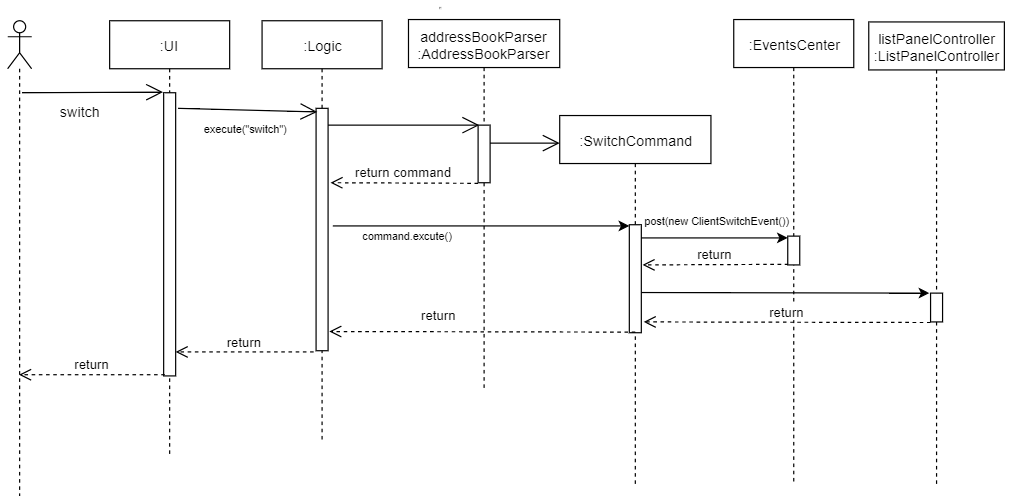 :UI
:Logic
addressBookParser
:AddressBookParser
:EventsCenter
listPanelController
:ListPanelController
switch
execute("switch")
:SwitchCommand
return command
post(new ClientSwitchEvent())
command.excute()
return
return
return
return
return